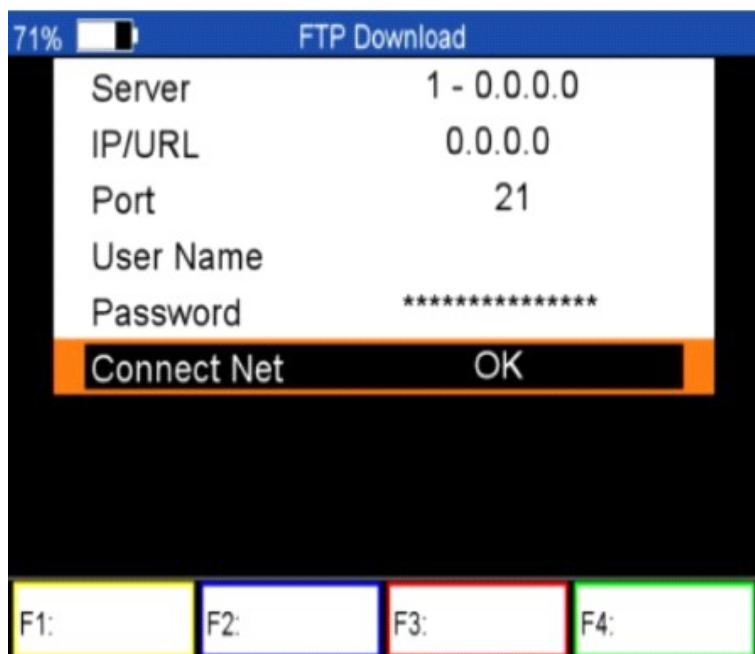 71% FTP Download
Server 1 - 0.0.0.0
IP/URL 0.0.0.0
Port 21
User Name
Password ***************
Connect Net OK
F1: F2: F3: F4: